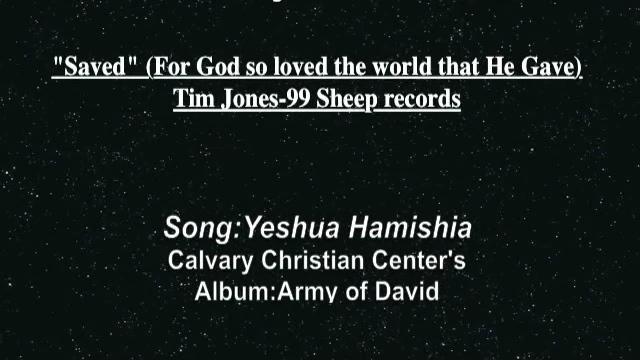 "Saved" (For God so loved the world that He Gave)
Tim Jones-99 Sheep records
Song:Yeshua Hamishia
Calvary Christian Center's
Album:Army of David